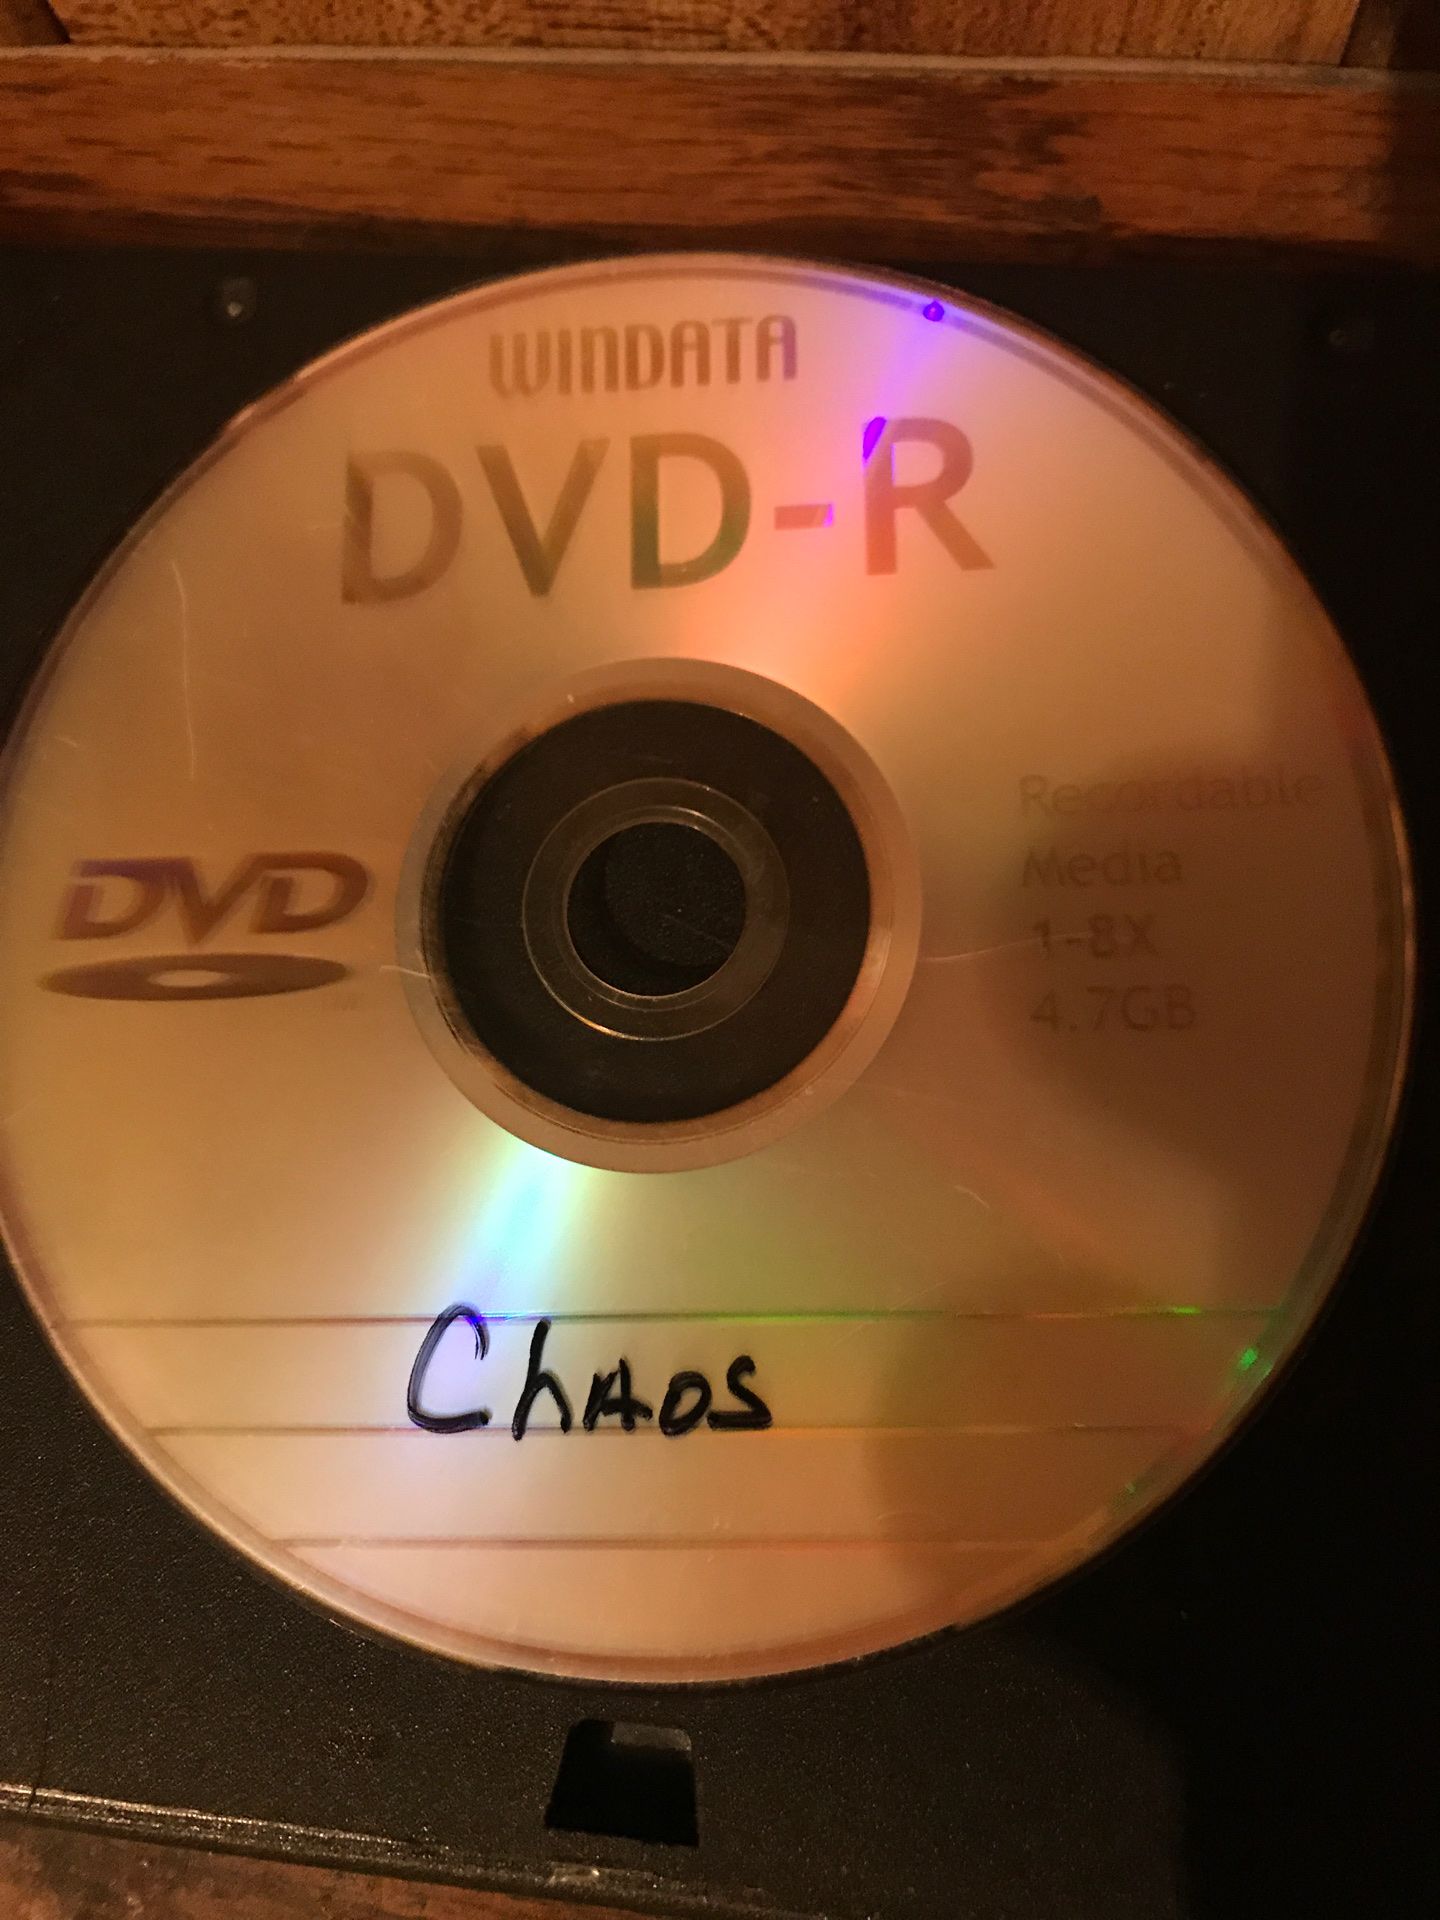 WINDATA
DVD-R
DVD
Recordable
Media
1-8X
4.7GB
Chaos